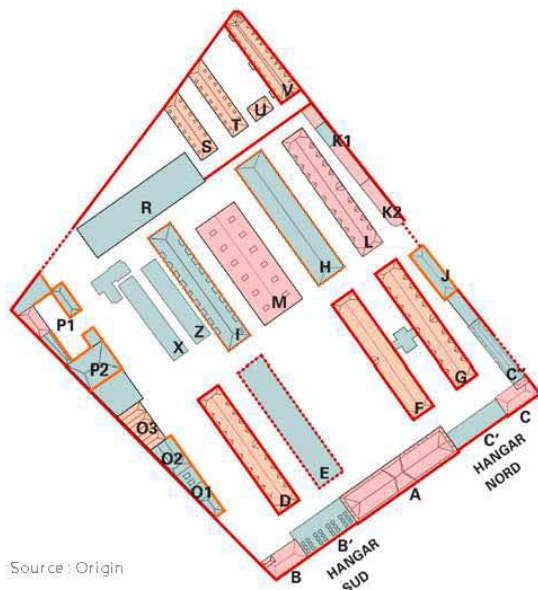 V
U
T
S
K1
K2
R
L
H
J
M
I
Z
X
P1
P2
G
F
C"
C
C'
HANGAR
NORD
O3
O2
O1
E
D
A
B'
HANGAR
SUD
B
Source : Origin